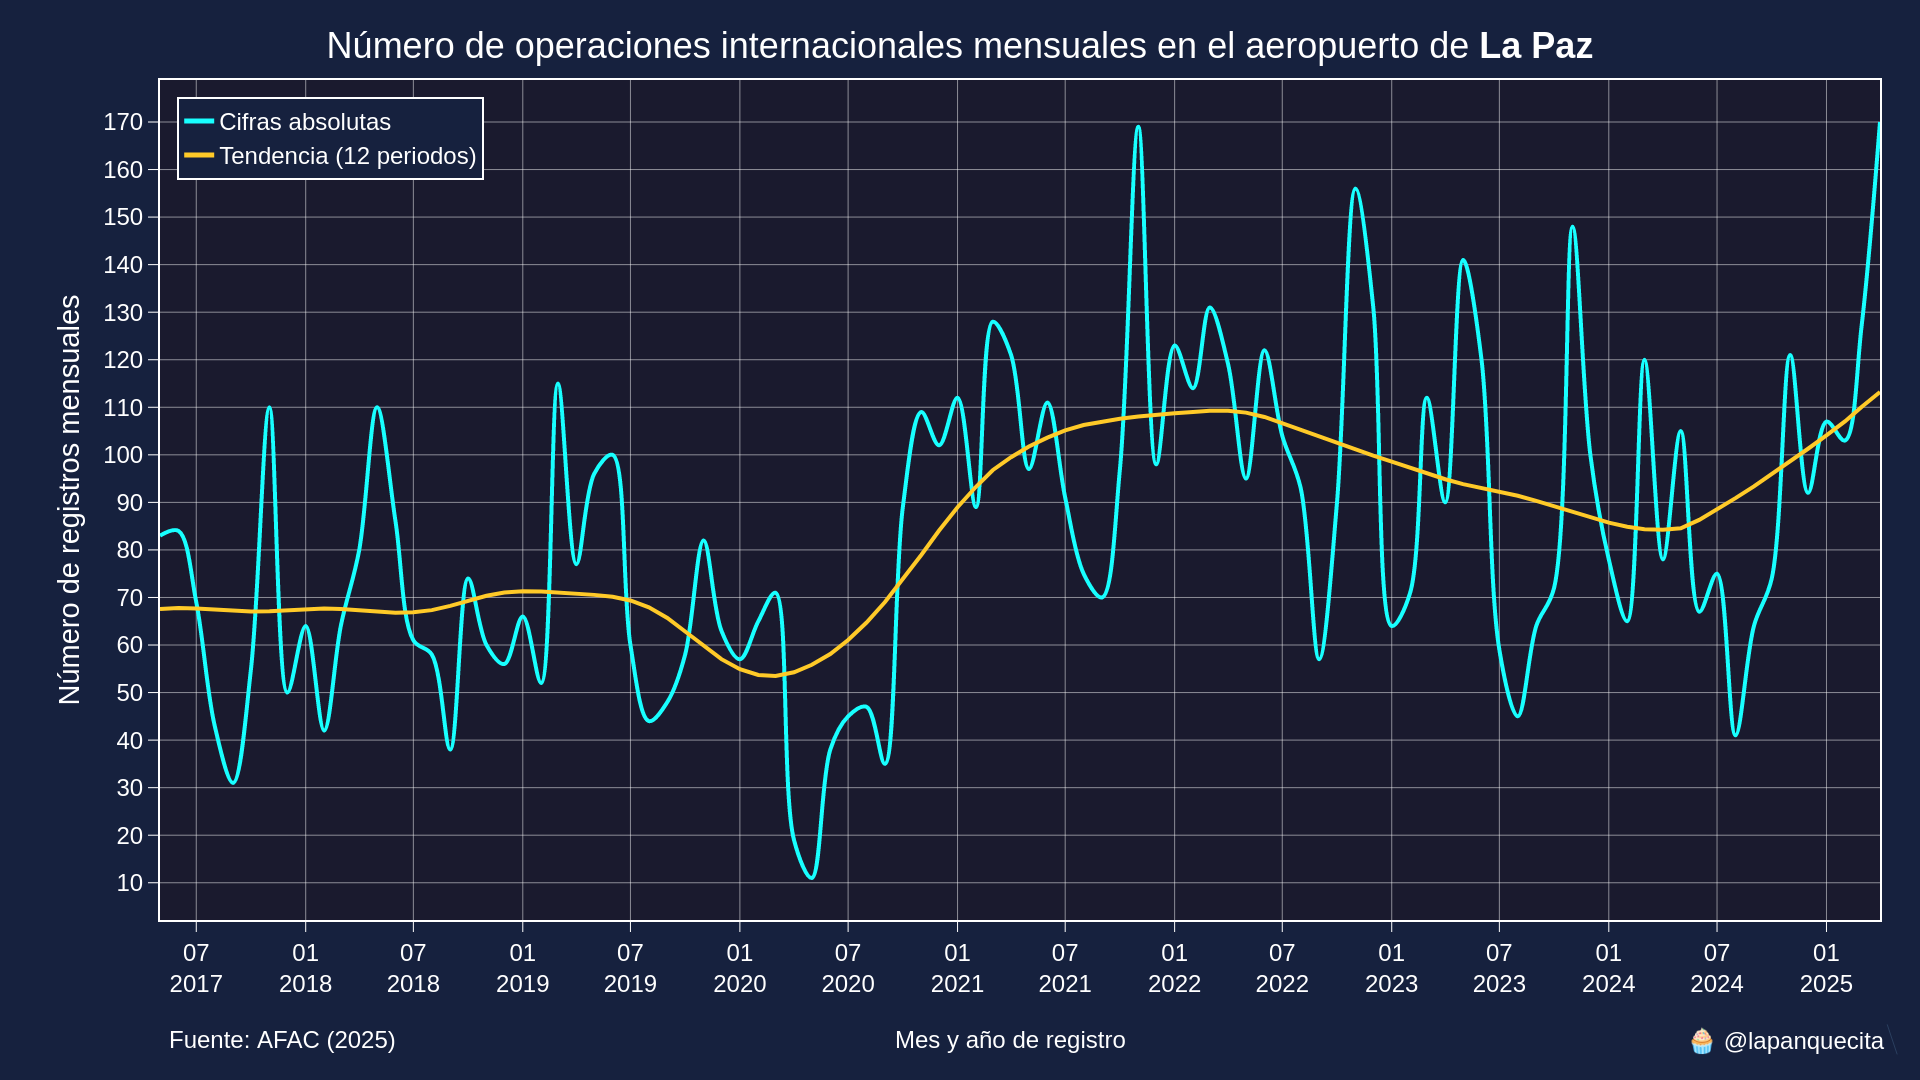 Número de operaciones internacionales mensuales en el aeropuerto de La Paz
Cifras absolutas
Tendencia (12 periodos)
Número de registros mensuales
170
160
150
140
130
120
110
100
90
80
70
60
50
40
30
20
10
07 01 07 01 07 01 07 01 07 01 07 01 07 01 07 01
2017 2018 2018 2019 2019 2020 2020 2021 2021 2022 2022 2023 2023 2024 2024 2025
Fuente: AFAC (2025)
Mes y año de registro
🧁 @lapanquecita